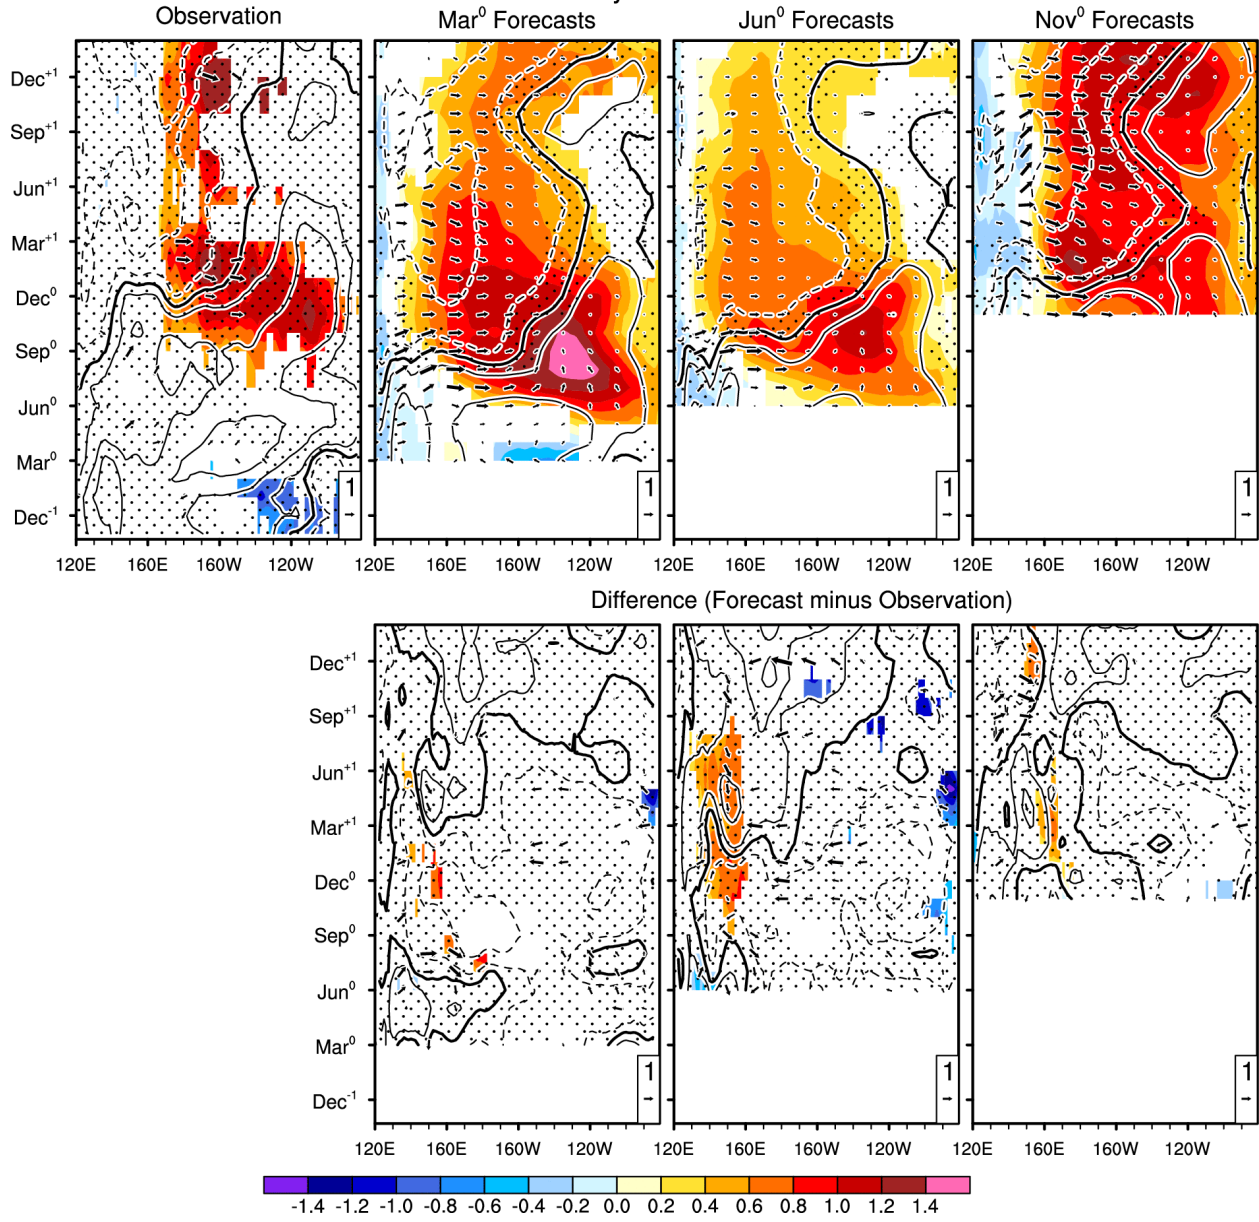 Observation
Mar⁰ Forecasts
Jun⁰ Forecasts
Nov⁰ Forecasts
Dec⁺¹
Sep⁺¹
Jun⁺¹
Mar⁺¹
Dec⁰
Sep⁰
Jun⁰
Mar⁰
Dec⁻¹
1
1
1
120E 160E 160W 120W
120E 160E 160W 120W
120E 160E 160W 120W
120E 160E 160W 120W
Difference (Forecast minus Observation)
Dec⁺¹
Sep⁺¹
Jun⁺¹
Mar⁺¹
Dec⁰
Sep⁰
Jun⁰
Mar⁰
Dec⁻¹
1
1
1
120E 160E 160W 120W
120E 160E 160W 120W
120E 160E 160W 120W
-1.4 -1.2 -1.0 -0.8 -0.6 -0.4 -0.2 0.0 0.2 0.4 0.6 0.8 1.0 1.2 1.4